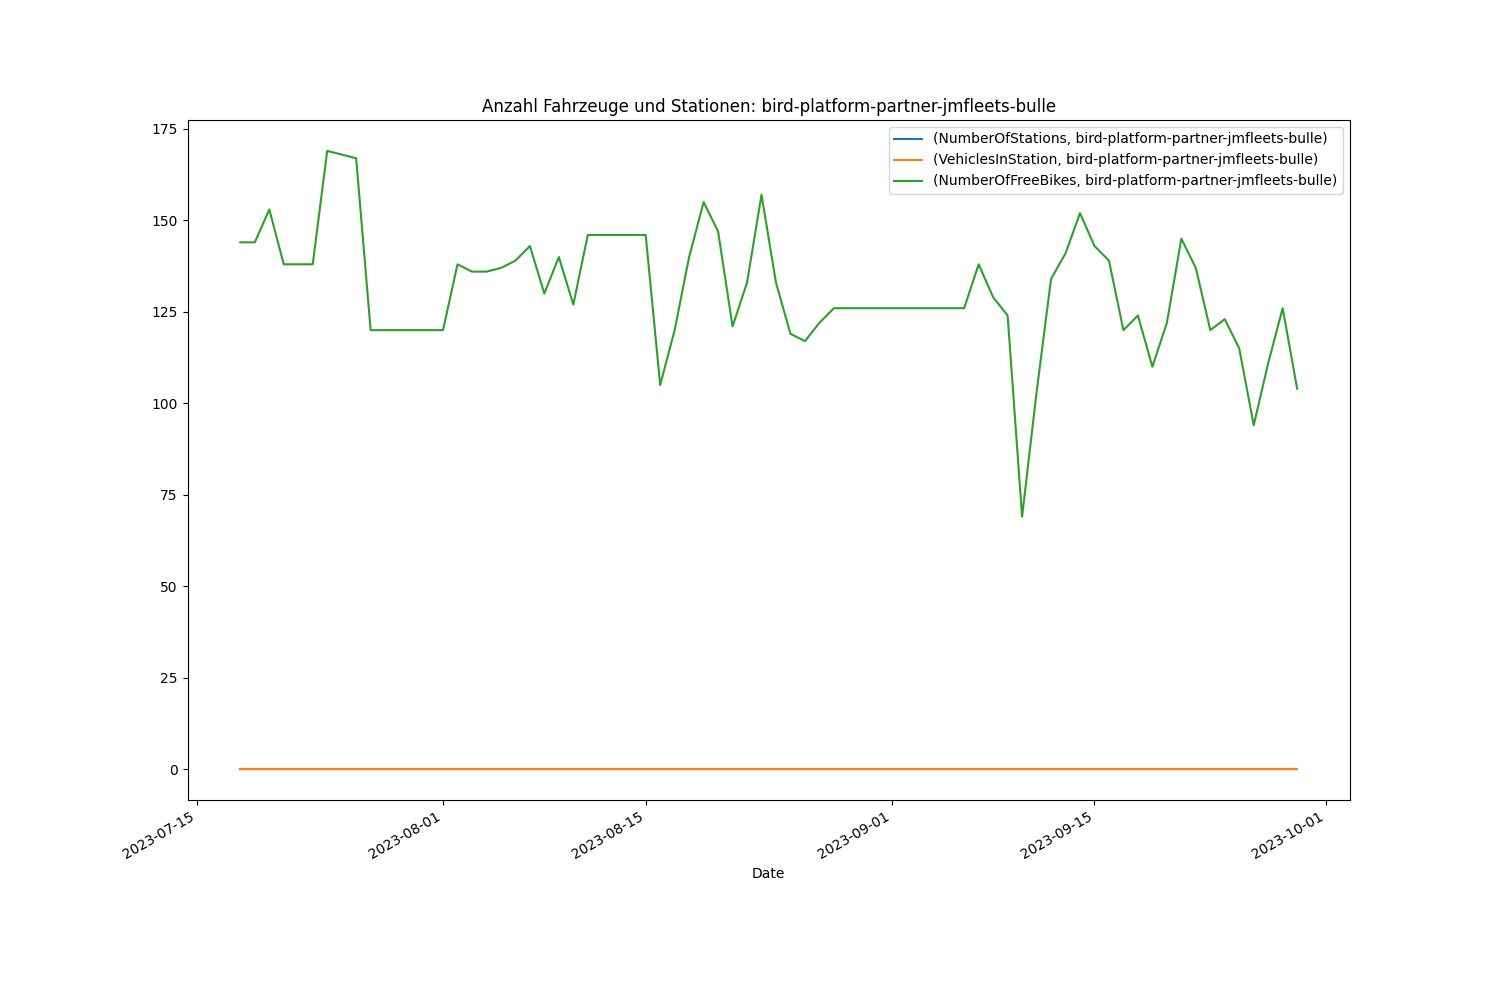 Anzahl Fahrzeuge und Stationen: bird-platform-partner-jmfleets-bulle
(NumberOfStations, bird-platform-partner-jmfleets-bulle)
(VehiclesInStation, bird-platform-partner-jmfleets-bulle)
(NumberOfFreeBikes, bird-platform-partner-jmfleets-bulle)
175
150
125
100
75
50
25
0
2023-07-15
2023-08-01
2023-08-15
2023-09-01
2023-09-15
2023-10-01
Date